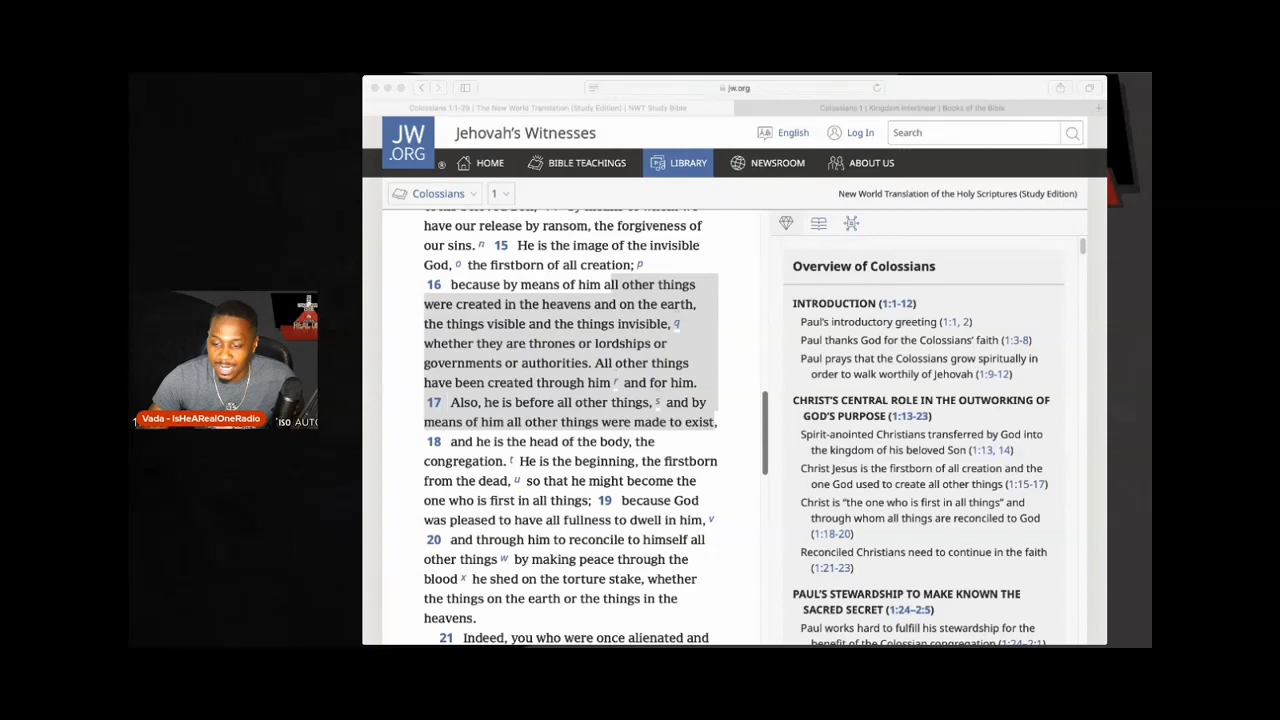 jw.org
Colossians 1:1-29 | The New World Translation (Study Edition) | NWT Study Bible
Colossians 1 | Kingdom Interlinear | Books of the Bible
JW
.ORG
®
Jehovah's Witnesses
English
Log In
Search
HOME
BIBLE TEACHINGS
LIBRARY
NEWSROOM
ABOUT US
Colossians
1
New World Translation of the Holy Scriptures (Study Edition)
have our release by ransom, the forgiveness of
our sins. n 15 He is the image of the invisible
God, o the firstborn of all creation; p
16 because by means of him all other things
were created in the heavens and on the earth,
the things visible and the things invisible, q
whether they are thrones or lordships or
governments or authorities. All other things
have been created through him r and for him.
17 Also, he is before all other things, s and by
means of him all other things were made to exist,
18 and he is the head of the body, the
congregation. t He is the beginning, the firstborn
from the dead, u so that he might become the
one who is first in all things; 19 because God
was pleased to have all fullness to dwell in him, v
20 and through him to reconcile to himself all
other things w by making peace through the
blood x he shed on the torture stake, whether
the things on the earth or the things in the
heavens.
21 Indeed, you who were once alienated and
Overview of Colossians
INTRODUCTION (1:1-12)
Paul's introductory greeting (1:1, 2)
Paul thanks God for the Colossians' faith (1:3-8)
Paul prays that the Colossians grow spiritually in
order to walk worthily of Jehovah (1:9-12)
CHRIST'S CENTRAL ROLE IN THE OUTWORKING OF
GOD'S PURPOSE (1:13-23)
Spirit-anointed Christians transferred by God into
the kingdom of his beloved Son (1:13, 14)
Christ Jesus is the firstborn of all creation and the
one God used to create all other things (1:15-17)
Christ is "the one who is first in all things" and
through whom all things are reconciled to God
(1:18-20)
Reconciled Christians need to continue in the faith
(1:21-23)
PAUL'S STEWARDSHIP TO MAKE KNOWN THE
SACRED SECRET (1:24–2:5)
Paul works hard to fulfill his stewardship for the
benefit of the Colossian congregation (1:24–2:1)
Vada - IsHeARealOneRadio
ISO AUTO